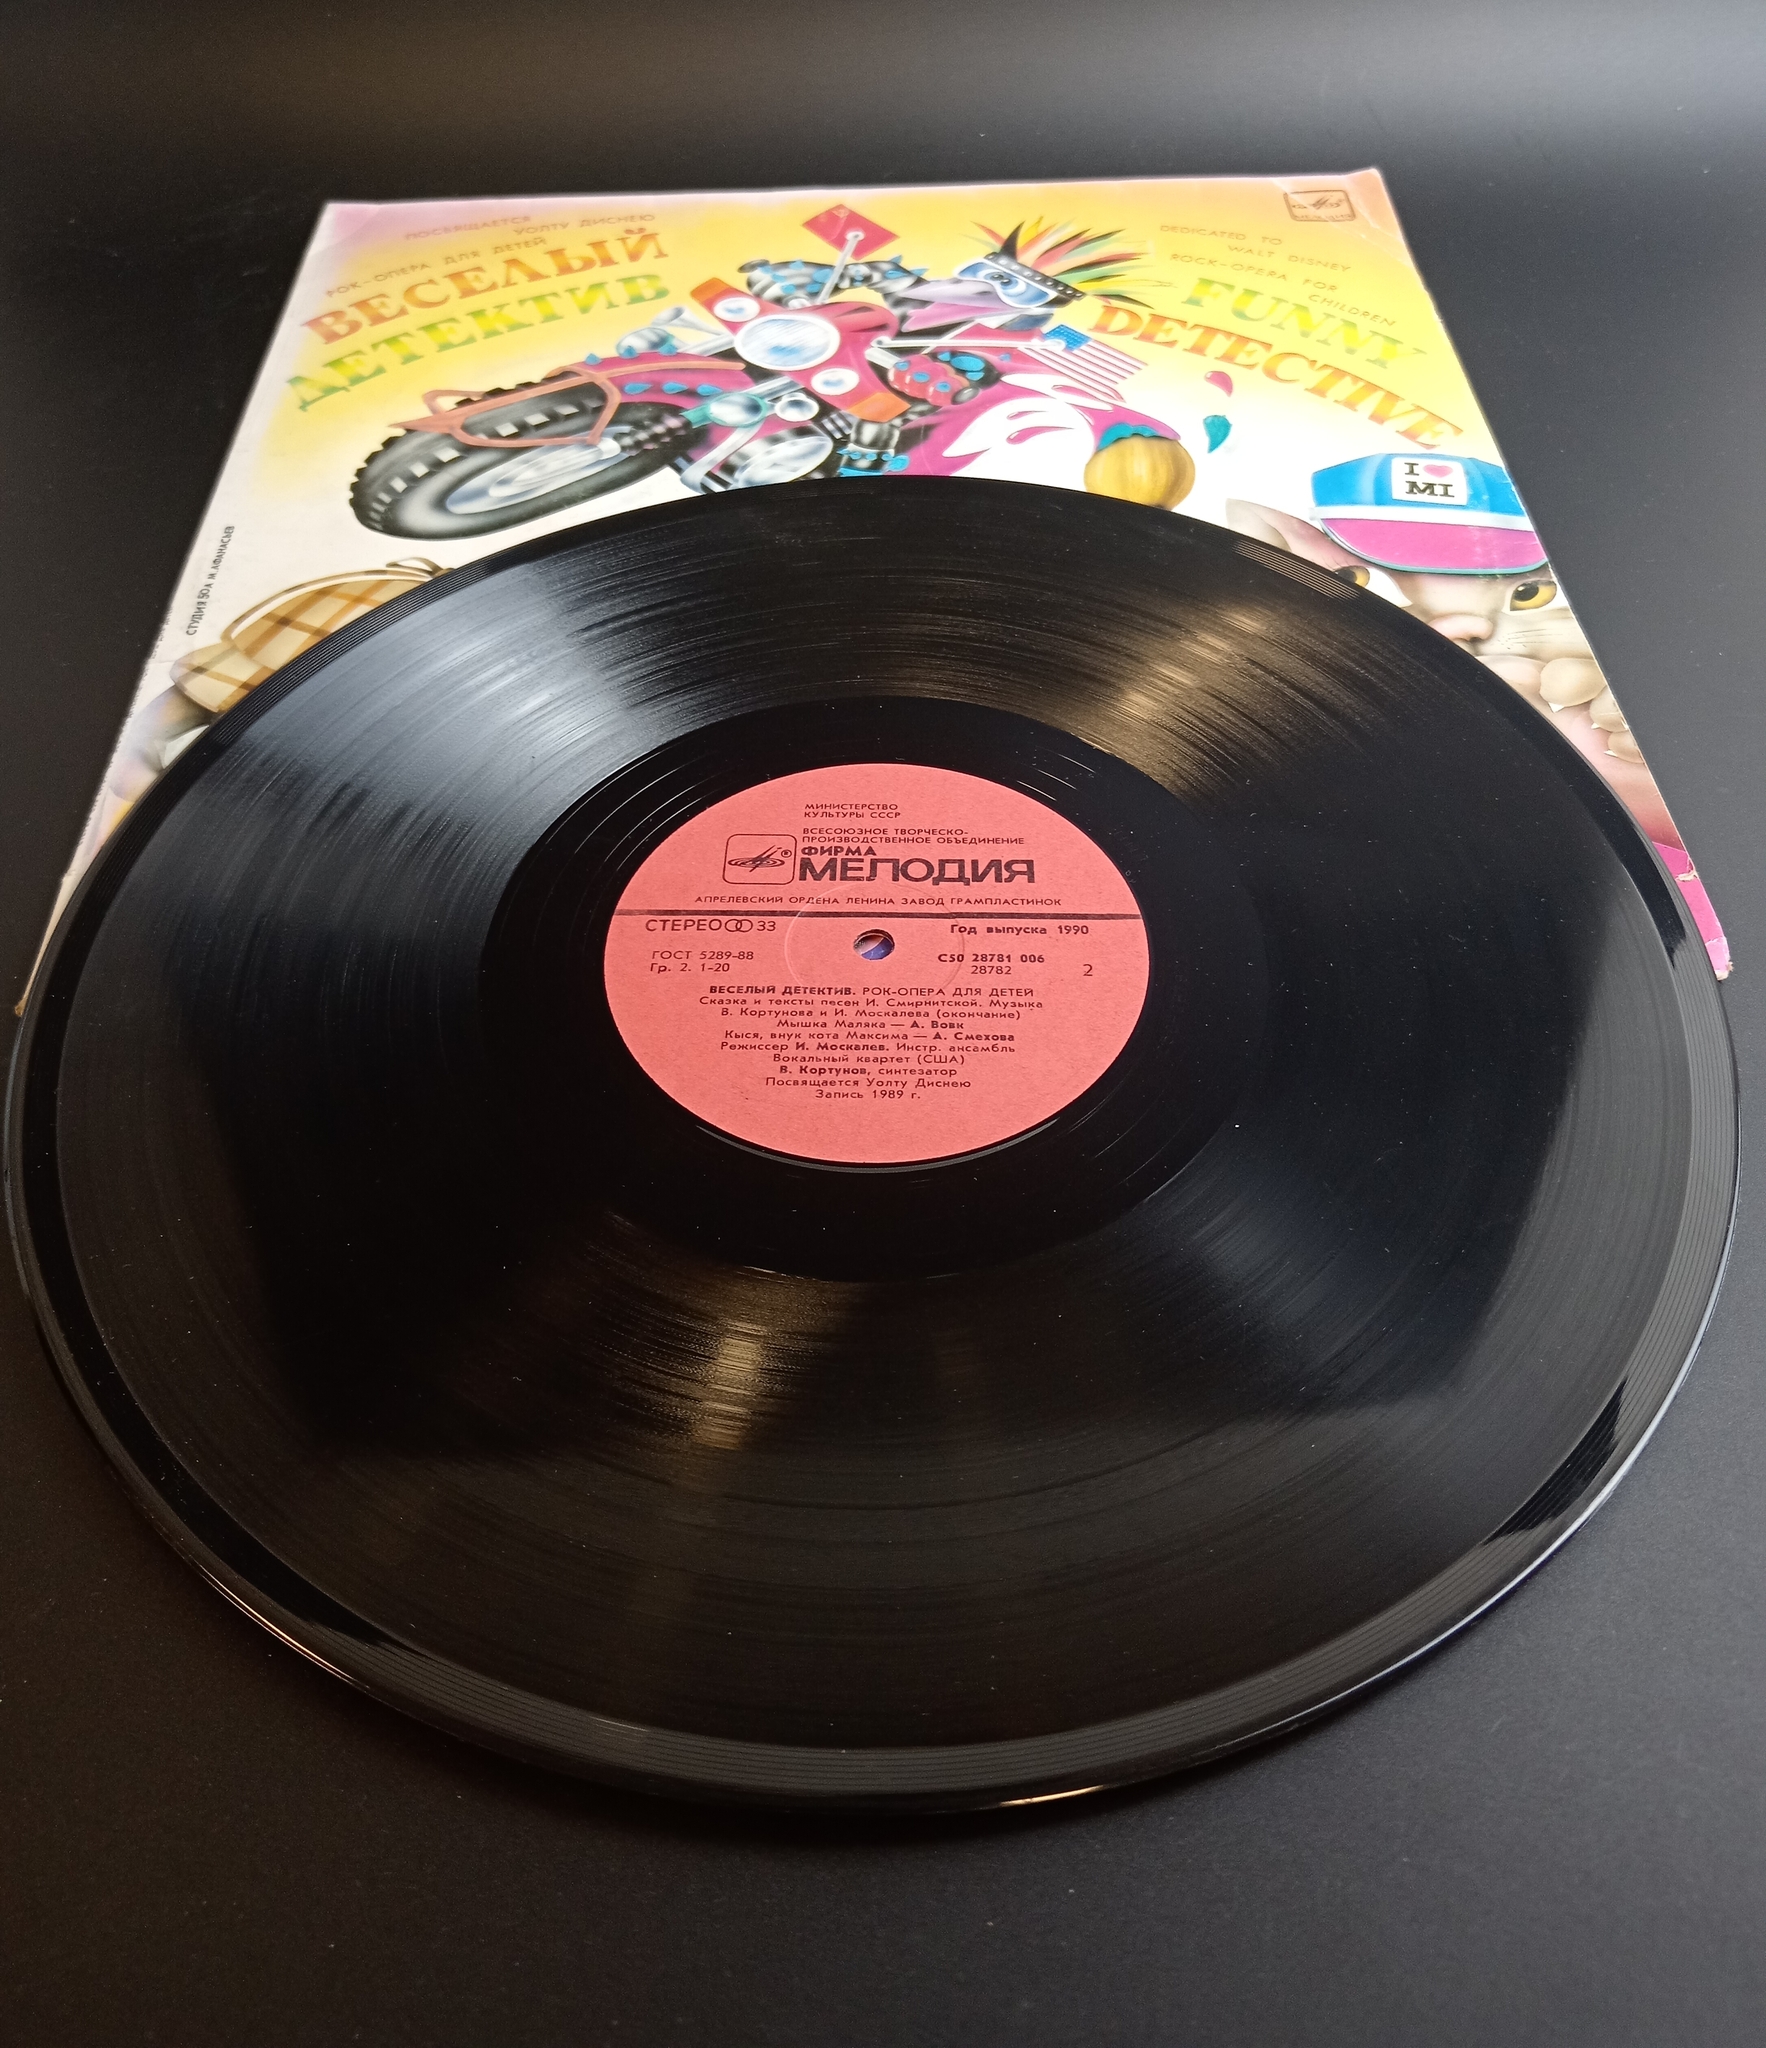 ПОСВЯЩАЕТСЯ
УОЛТУ ДИСНЕЮ
РОК-ОПЕРА ДЛЯ ДЕТЕЙ
ВЕСЕЛЫЙ
ДЕТЕКТИВ
DEDICATED TO
WALT DISNEY
ROCK-OPERA FOR
CHILDREN
FUNNY
DETECTIVE
I
MI
СТУДИЯ М. АФАНАСЬЕВ
МИНИСТЕРСТВО
КУЛЬТУРЫ СССР
ВСЕСОЮЗНОЕ ТВОРЧЕСКО-
ПРОИЗВОДСТВЕННОЕ ОБЪЕДИНЕНИЕ
ФИРМА
®
МЕЛОДИЯ
АПРЕЛЕВСКИЙ ОРДЕНА ЛЕНИНА ЗАВОД ГРАМПЛАСТИНОК
СТЕРЕО 33
Год выпуска 1990
ГОСТ 5289-88
Гр. 2. 1-20
С50 28781 006
28782
2
ВЕСЕЛЫЙ ДЕТЕКТИВ. РОК-ОПЕРА ДЛЯ ДЕТЕЙ
Сказка и тексты песен И. Смирнитской. Музыка
В. Кортунова и И. Москалева (окончание)
Мышка Маляка — А. Вовк
Кыся, внук кота Максима — А. Смехова
Режиссер И. Москалев. Инстр. ансамбль
Вокальный квартет (США)
В. Кортунов, синтезатор
Посвящается Уолту Диснею
Запись 1989 г.